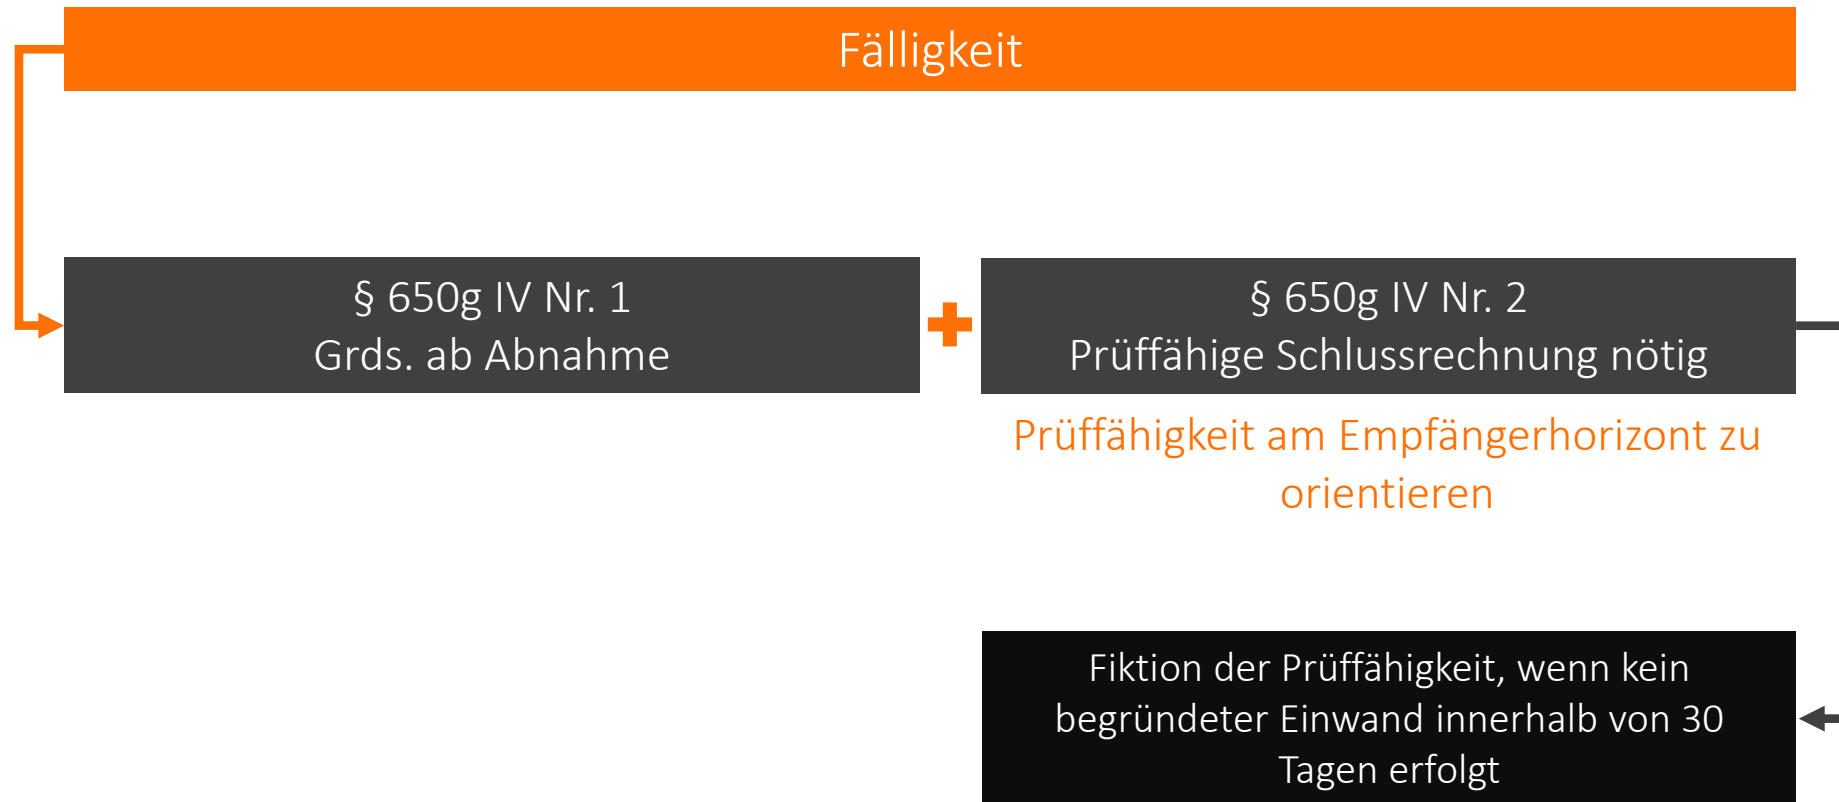 Fälligkeit
§ 650g IV Nr. 1
Grds. ab Abnahme
§ 650g IV Nr. 2
Prüffähige Schlussrechnung nötig
Prüffähigkeit am Empfängerhorizont zu
orientieren
Fiktion der Prüffähigkeit, wenn kein
begründeter Einwand innerhalb von 30
Tagen erfolgt